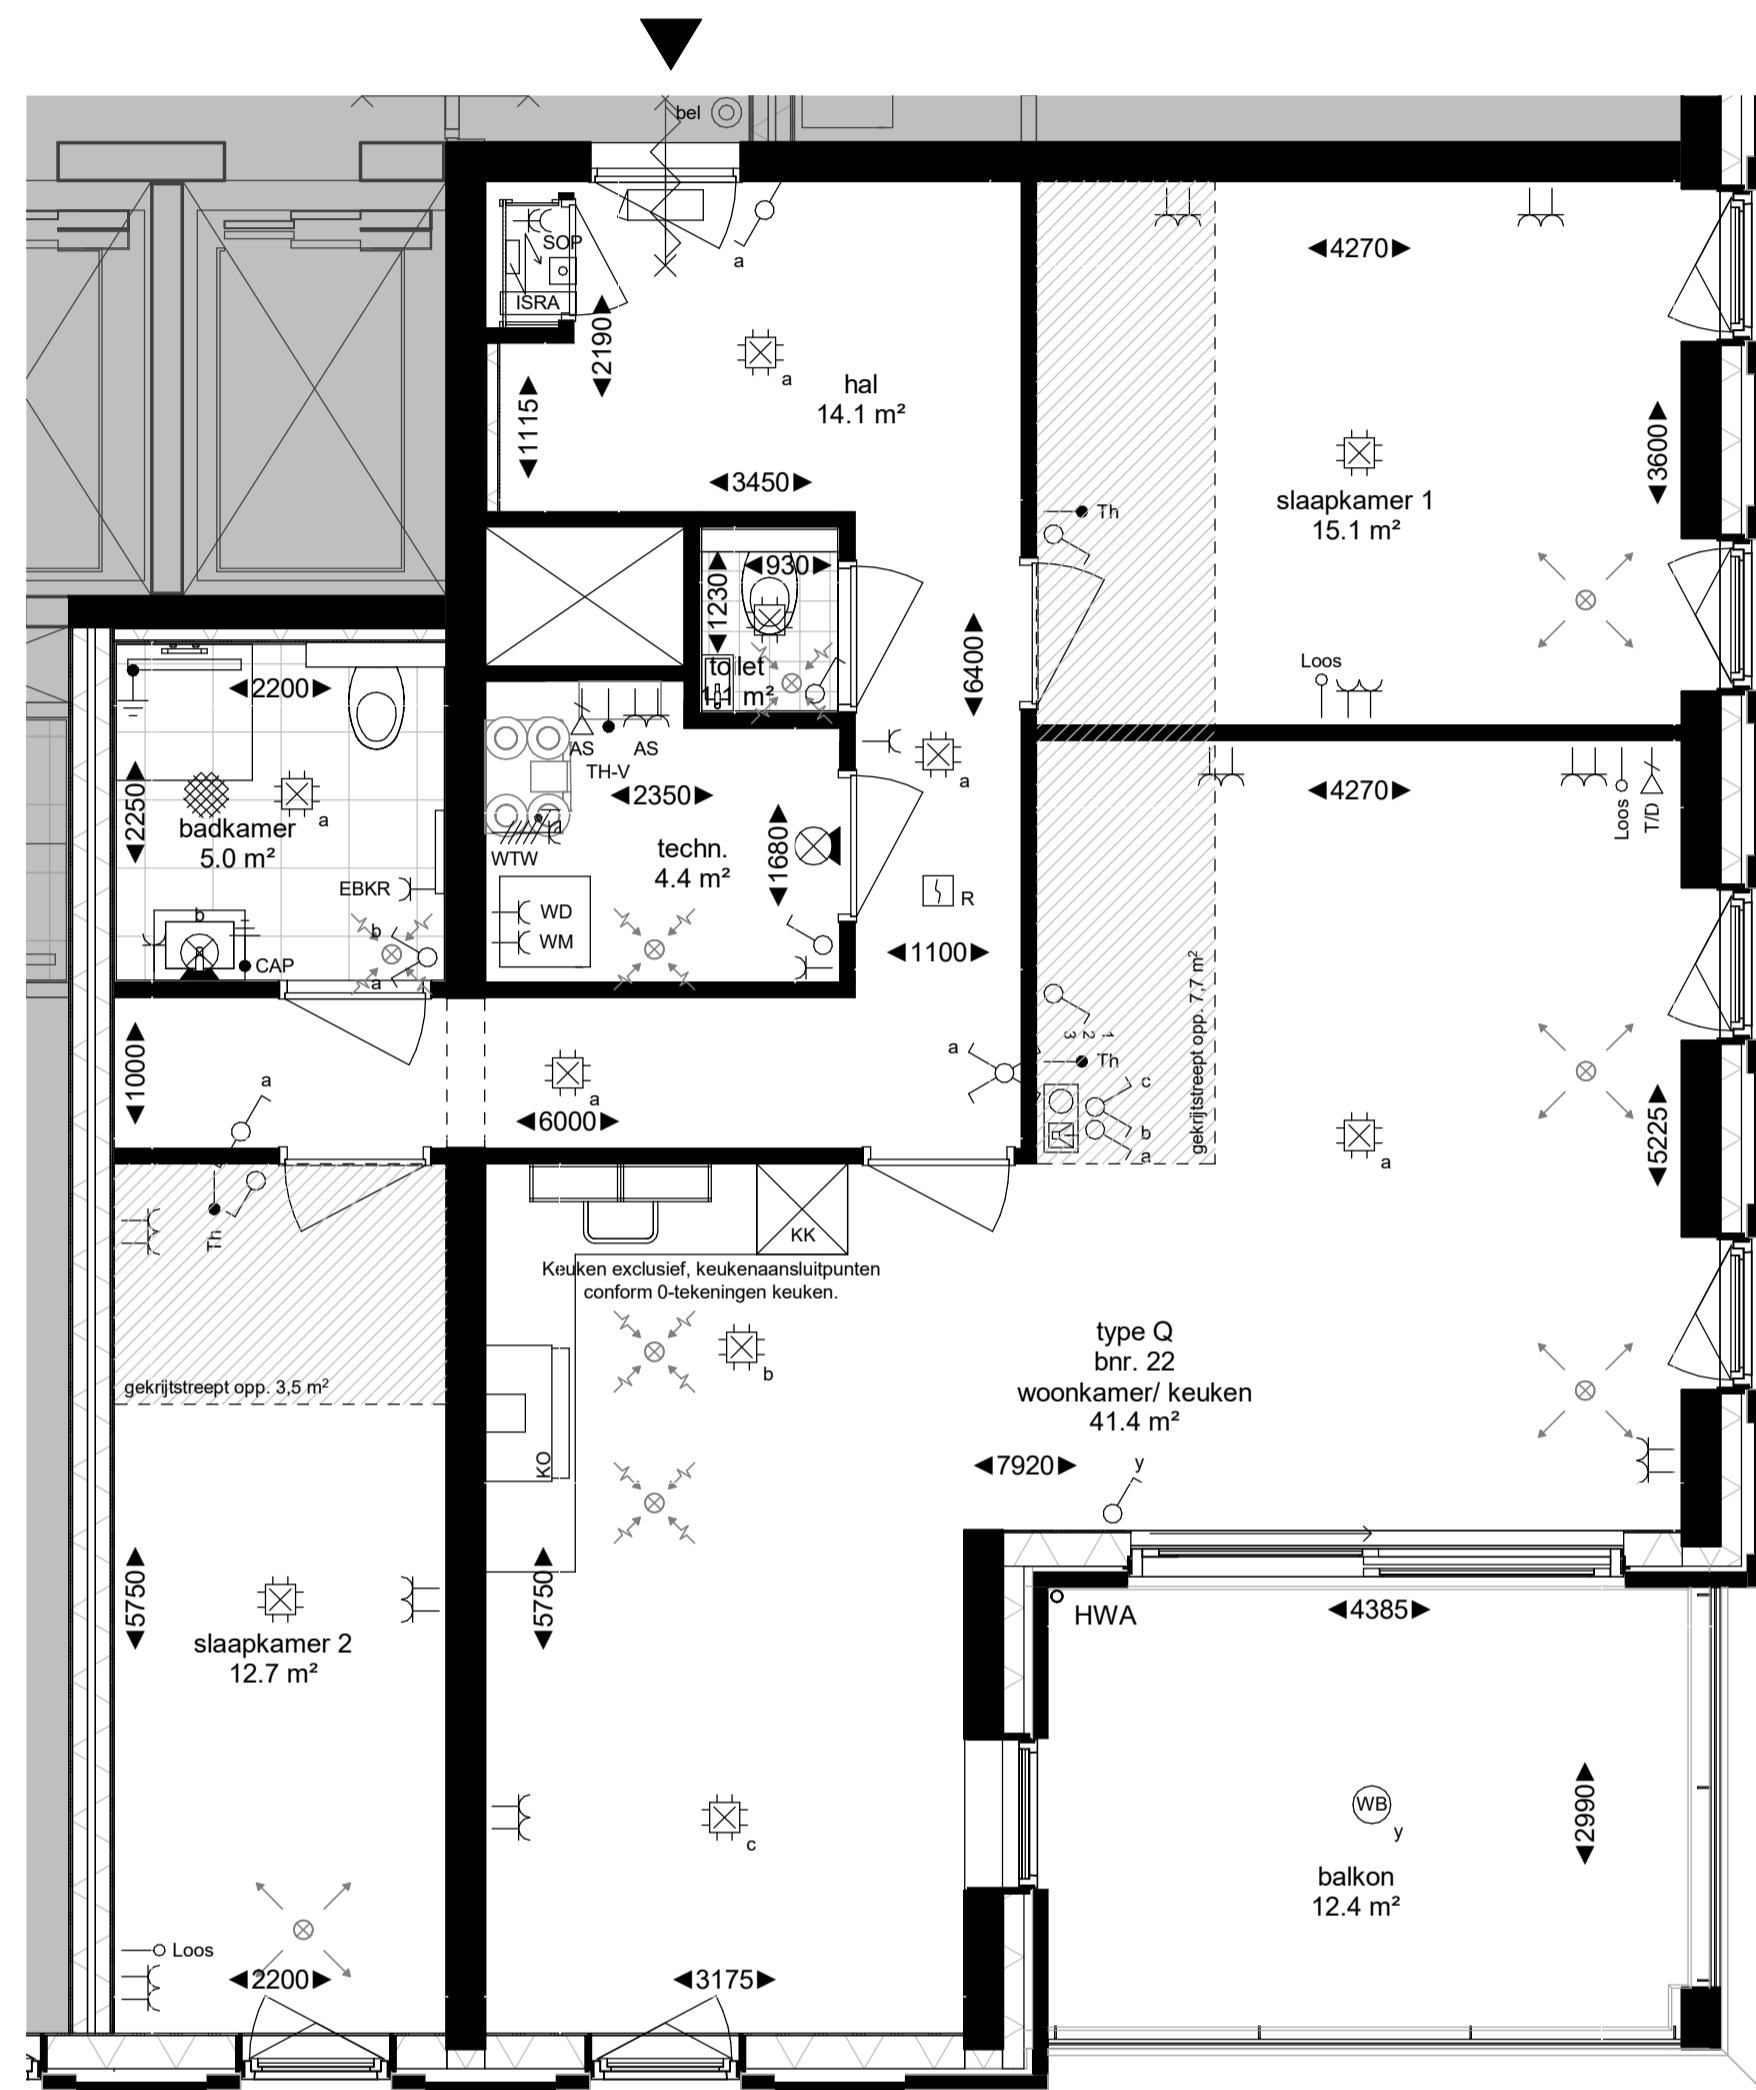 bel
SOP
ISRA
a
2190
1115
a
hal
14.1 m²
3450
4270
3600
slaapkamer 1
15.1 m²
Th
930
1230
toilet
1.1 m²
6400
Loos
2200
2250
badkamer
5.0 m²
a
EBKR
b
b
a
CAP
AS
AS
TH-V
2350
WTW
techn.
4.4 m²
1680
WD
WM
a
R
1100
4270
Loos
T/D
gekrijtstreept opp. 7,7 m²
1
2
3
Th
c
b
a
a
5225
1000
a
a
6000
a
Th
gekrijtstreept opp. 3,5 m²
KK
Keuken exclusief, keukenaansluitpunten
conform 0-tekeningen keuken.
b
KO
type Q
bnr. 22
woonkamer/ keuken
41.4 m²
7920
y
5750
slaapkamer 2
12.7 m²
5750
HWA
4385
c
WB
y
2990
balkon
12.4 m²
Loos
2200
3175